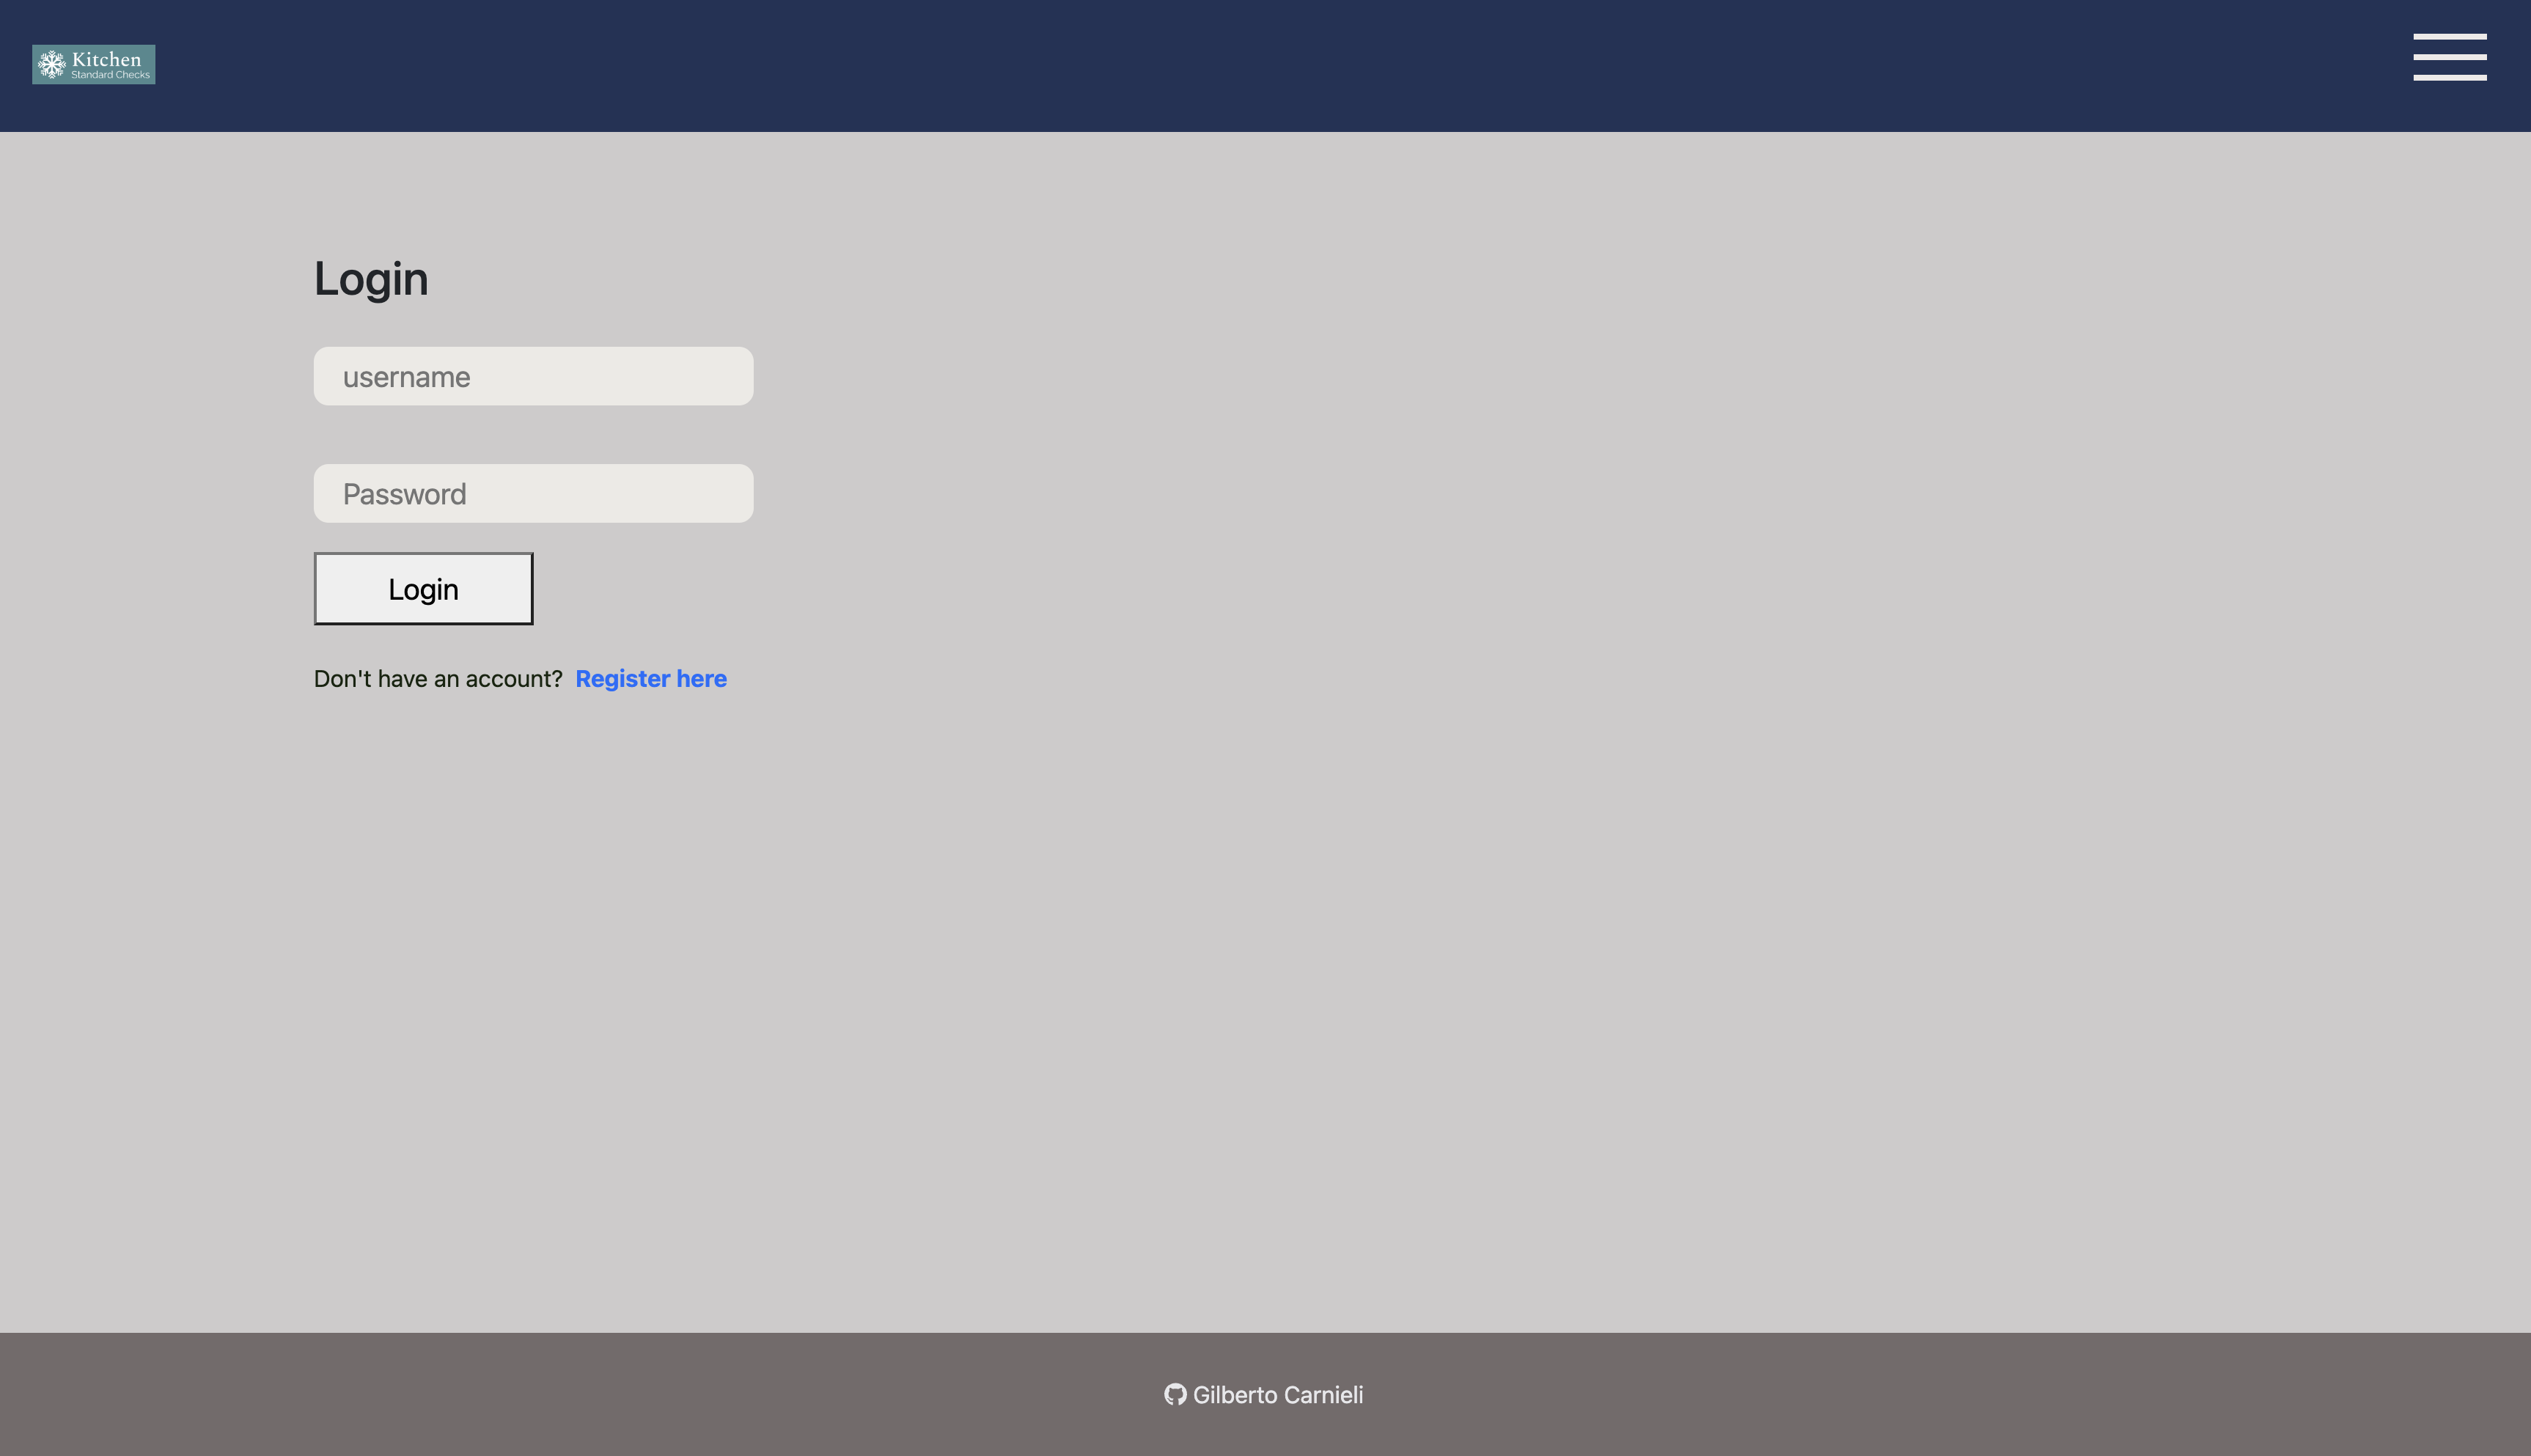 Kitchen
Standard Checks
Login
username
Password
Login
Don't have an account? Register here
Gilberto Carnieli